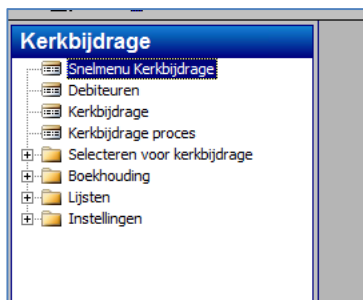 Kerkbijdrage
Snelmenu Kerkbijdrage
Debiteuren
Kerkbijdrage
Kerkbijdrage proces
Selecteren voor kerkbijdrage
Boekhouding
Lijsten
Instellingen